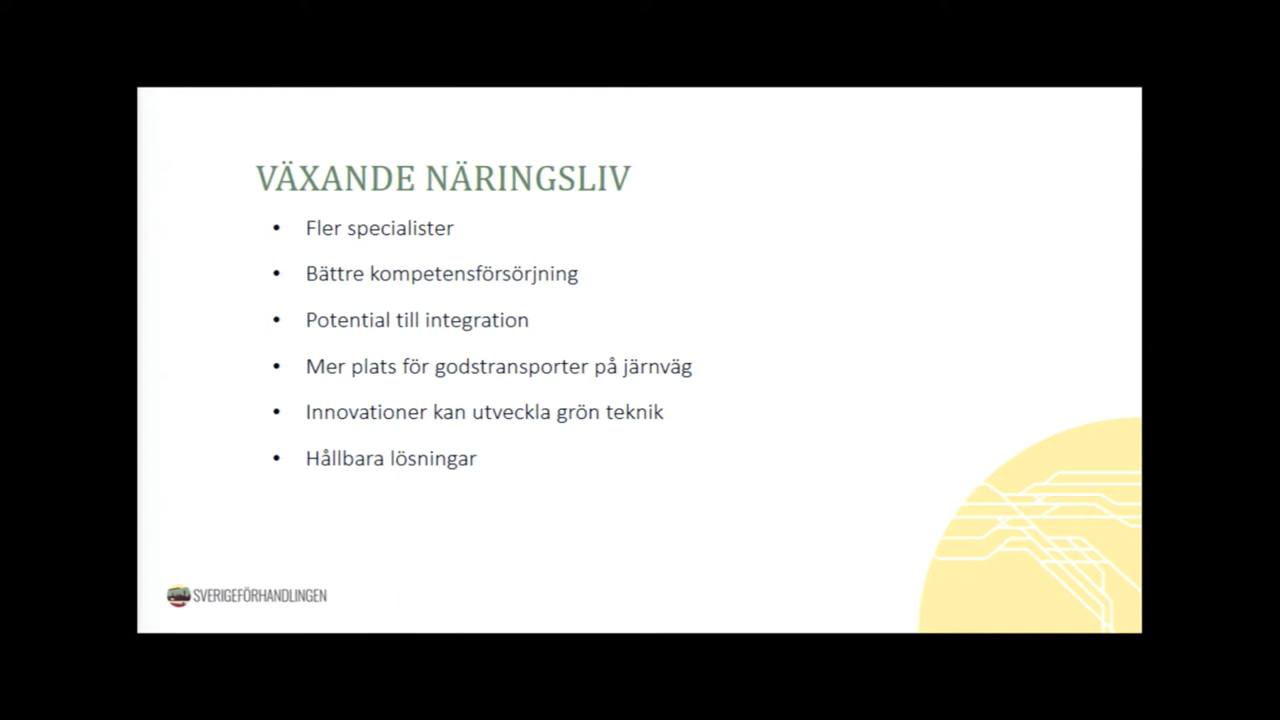 VÄXANDE NÄRINGSLIV
• Fler specialister
• Bättre kompetensförsörjning
• Potential till integration
• Mer plats för godstransporter på järnväg
• Innovationer kan utveckla grön teknik
• Hållbara lösningar
SVERIGEFÖRHANDLINGEN